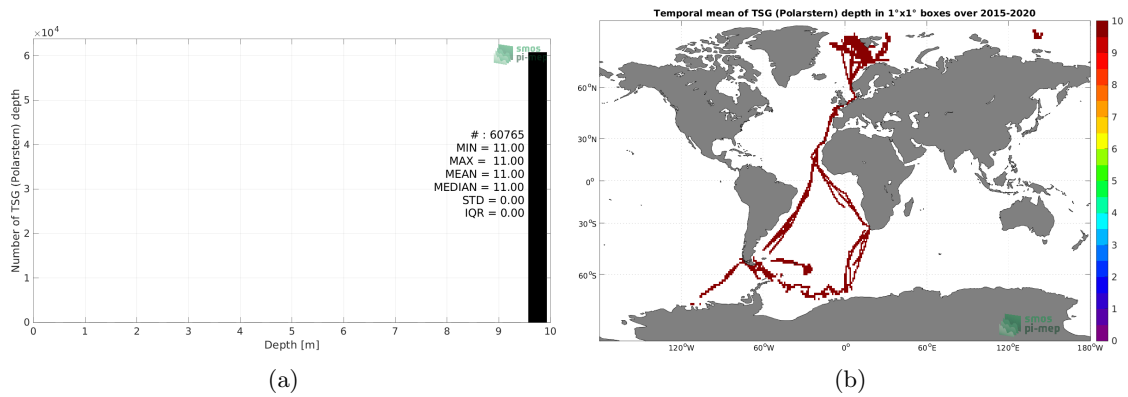 ×10⁴
6
5
4
3
2
1
0
Number of TSG (Polarstern) depth
smos
pi-mep
# : 60765
MIN = 11.00
MAX = 11.00
MEAN = 11.00
MEDIAN = 11.00
STD = 0.00
IQR = 0.00
0 1 2 3 4 5 6 7 8 9 10
Depth [m]
(a)
Temporal mean of TSG (Polarstern) depth in 1°x1° boxes over 2015-2020
60°N
30°N
0°
30°S
60°S
120°W 60°W 0° 60°E 120°E 180°W
smos
pi-mep
10
9
8
7
6
5
4
3
2
1
0
(b)